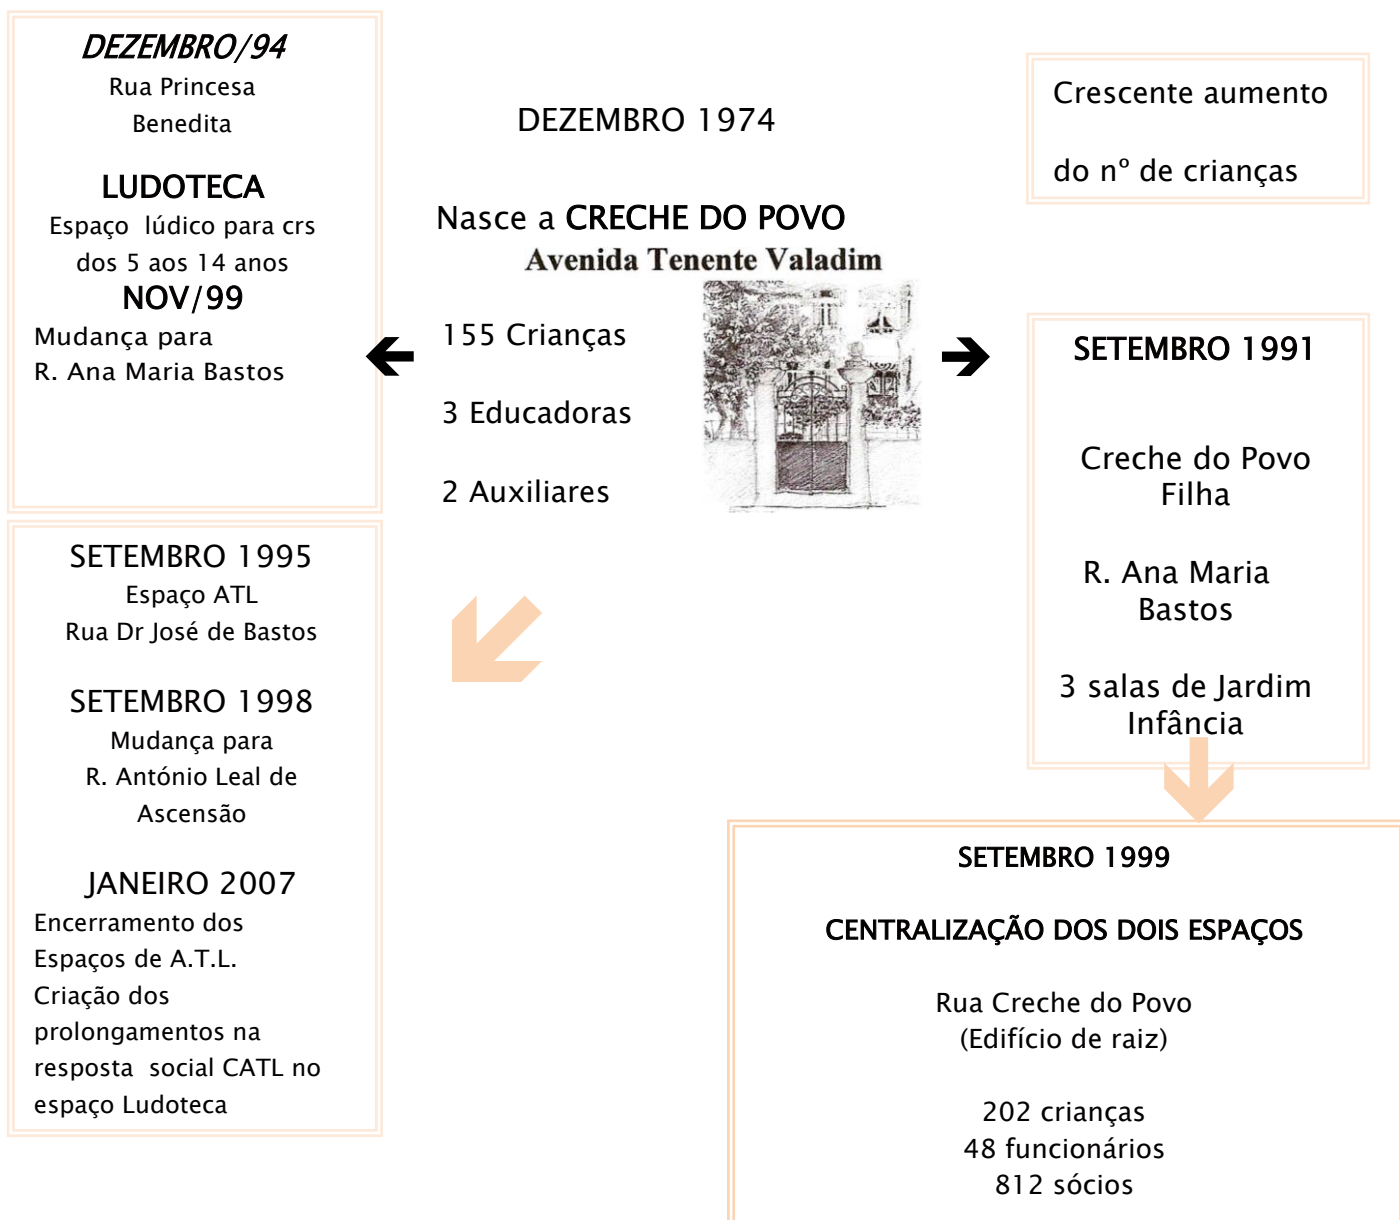 DEZEMBRO/94
Rua Princesa
Benedita
LUDOTECA
Espaço lúdico para crs
dos 5 aos 14 anos
NOV/99
Mudança para
R. Ana Maria Bastos
DEZEMBRO 1974
Nasce a CRECHE DO POVO
Avenida Tenente Valadim
155 Crianças
3 Educadoras
2 Auxiliares
Crescente aumento
do nº de crianças
SETEMBRO 1991
Creche do Povo
Filha
R. Ana Maria
Bastos
3 salas de Jardim
Infância
SETEMBRO 1995
Espaço ATL
Rua Dr José de Bastos
SETEMBRO 1998
Mudança para
R. António Leal de
Ascensão
JANEIRO 2007
Encerramento dos
Espaços de A.T.L.
Criação dos
prolongamentos na
resposta social CATL no
espaço Ludoteca
SETEMBRO 1999
CENTRALIZAÇÃO DOS DOIS ESPAÇOS
Rua Creche do Povo
(Edifício de raiz)
202 crianças
48 funcionários
812 sócios